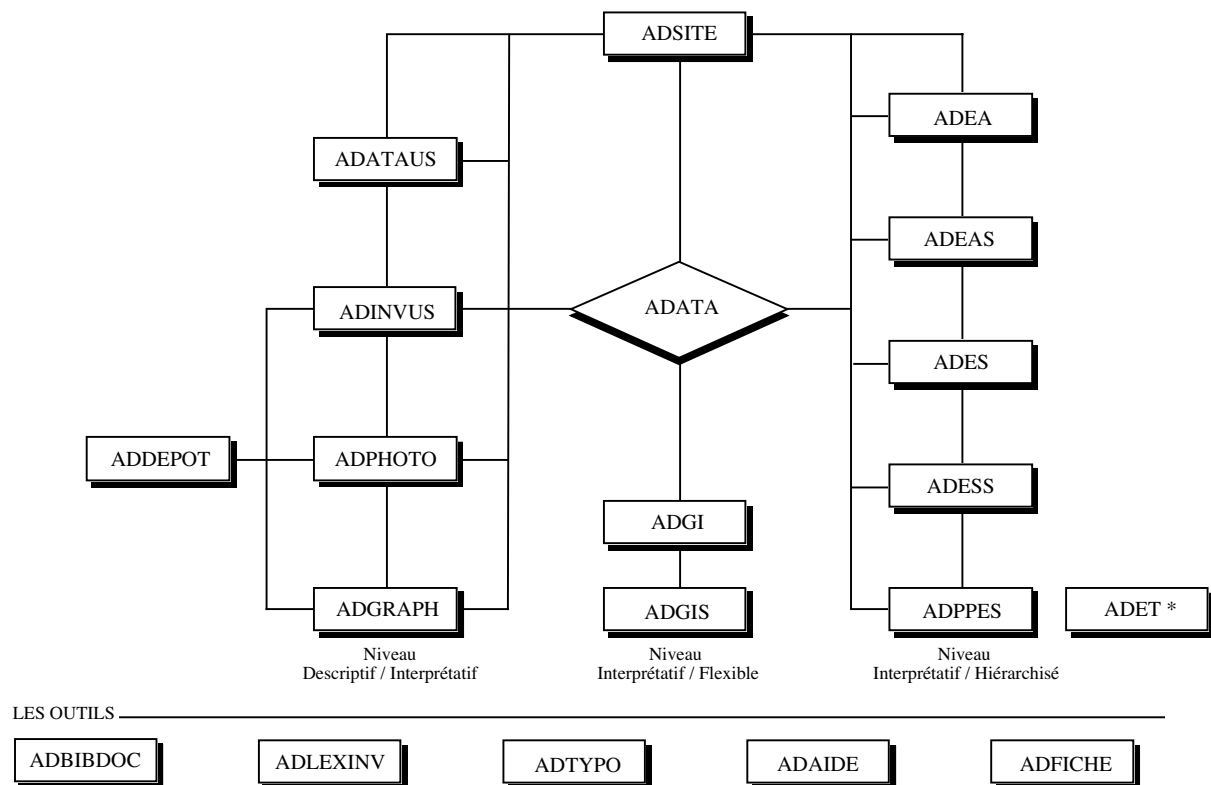 ADSITE
ADEA
ADATAUS
ADEAS
ADINVUS
ADATA
ADES
ADDEPOT
ADPHOTO
ADESS
ADGI
ADGRAPH
ADGIS
ADPPES
ADET *
Niveau
Descriptif / Interprétatif
Niveau
Interprétatif / Flexible
Niveau
Interprétatif / Hiérarchisé
LES OUTILS
ADBIBDOC
ADLEXINV
ADTYPO
ADAIDE
ADFICHE